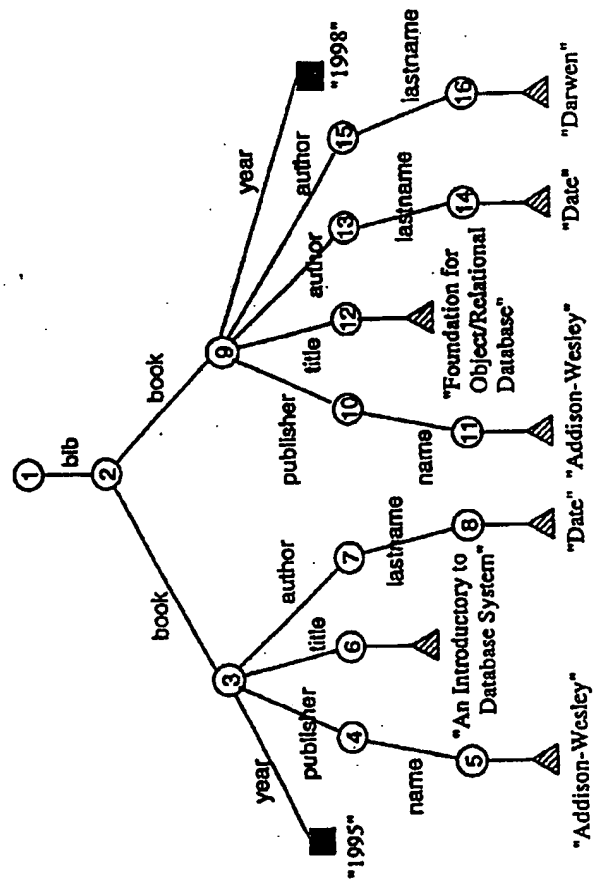 1
bib
2
book
book
3
9
year
publisher
title
author
publisher
title
author
author
year
"1995"
4
6
7
10
12
13
15
"1998"
name
lastname
name
lastname
lastname
5
"An Introductory to
Database System"
8
11
"Foundation for
Object/Relational
Database"
14
16
"Addison-Wesley"
"Date"
"Addison-Wesley"
"Date"
"Darwen"